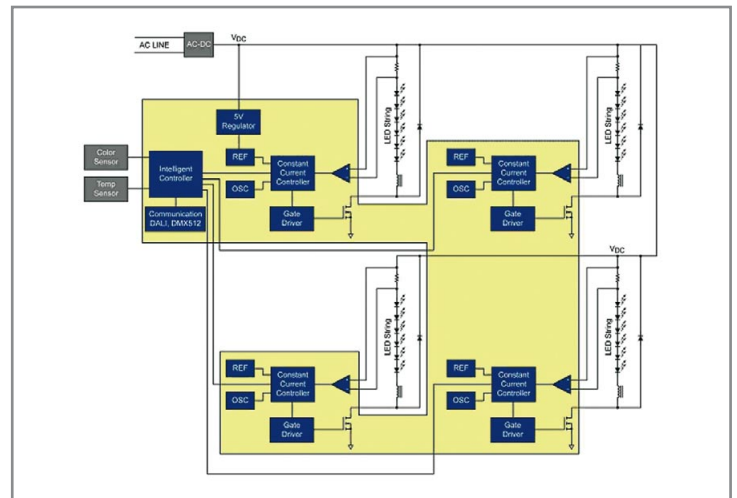 AC LINE
AC-DC
VDC
5V
Regulator
Color
Sensor
Temp
Sensor
Intelligent
Controller
Communication
DALI, DMX512
REF
OSC
Constant
Current
Controller
Gate
Driver
LED String
REF
OSC
Constant
Current
Controller
Gate
Driver
LED String
VDC
REF
OSC
Constant
Current
Controller
Gate
Driver
LED String
REF
OSC
Constant
Current
Controller
Gate
Driver
LED String